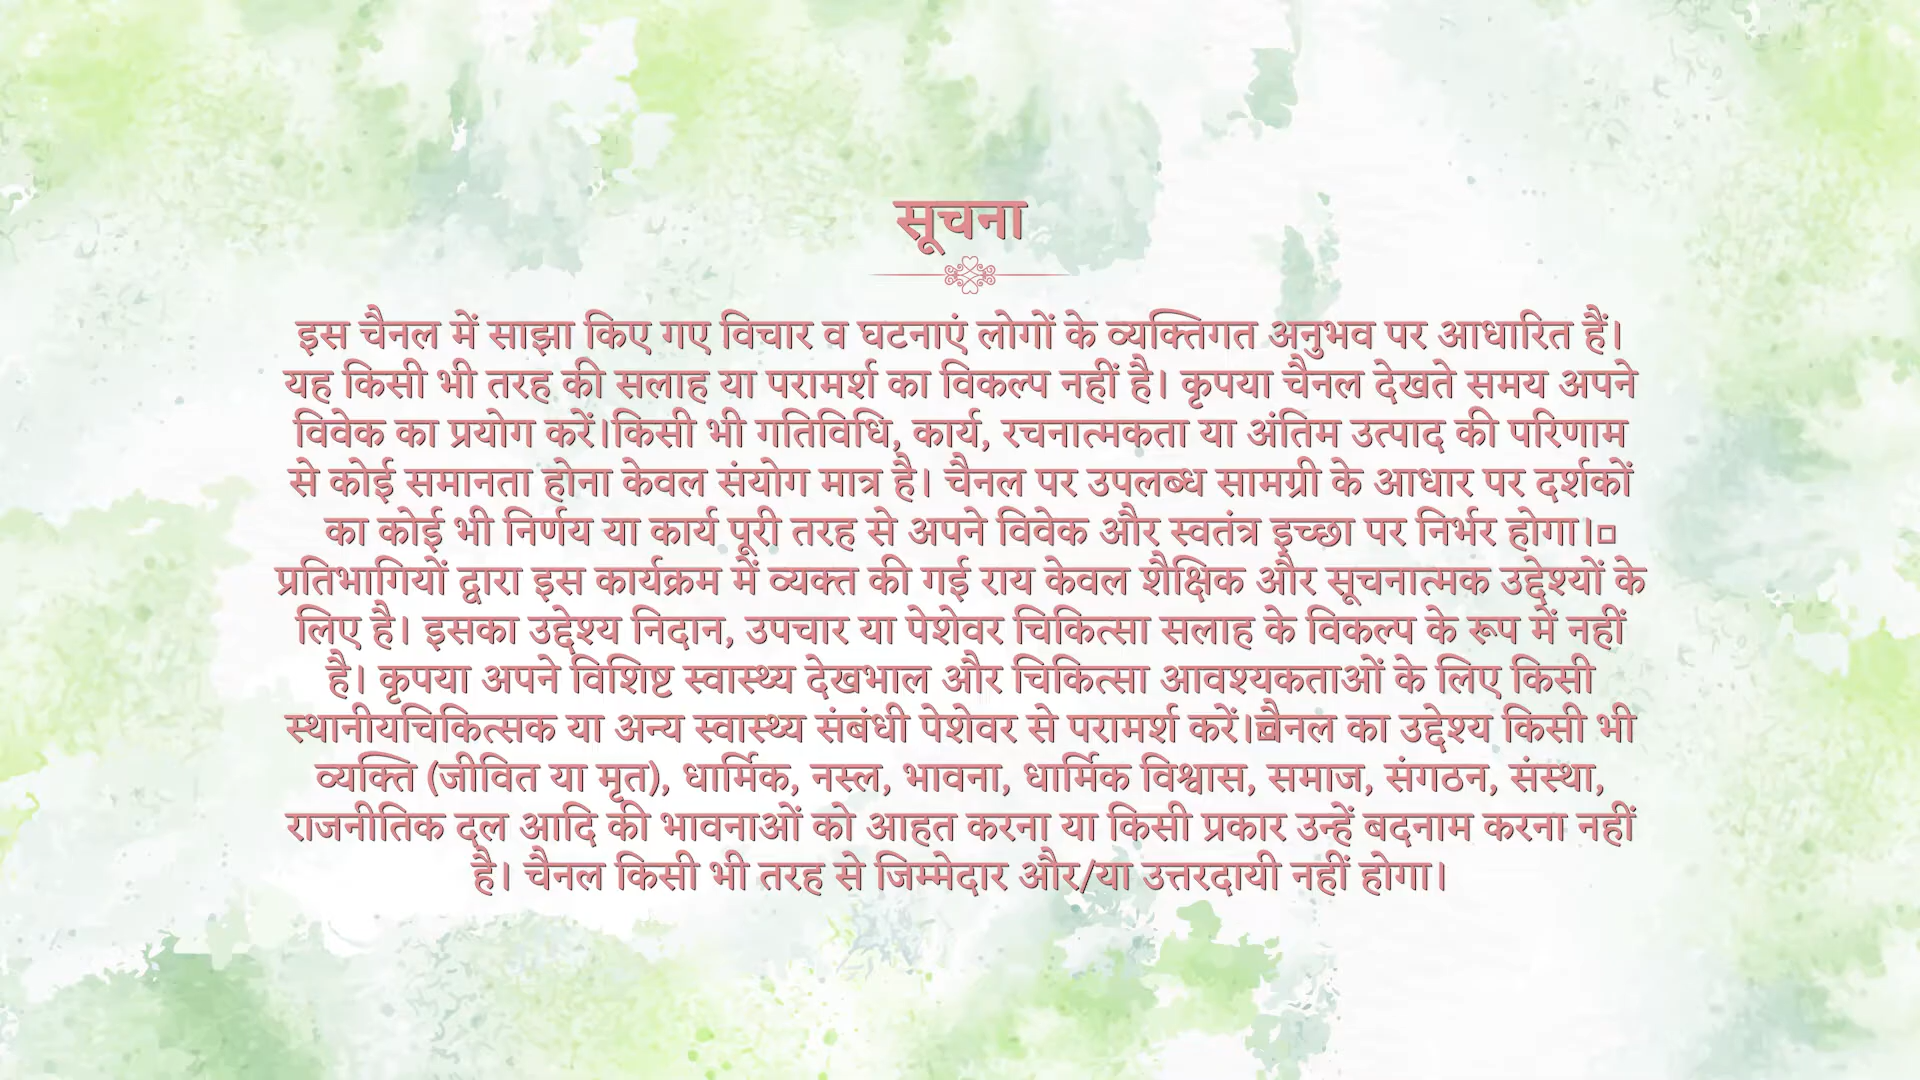 सूचना
इस चैनल में साझा किए गए विचार व घटनाएं लोगों के व्यक्तिगत अनुभव पर आधारित हैं।
यह किसी भी तरह की सलाह या परामर्श का विकल्प नहीं है। कृपया चैनल देखते समय अपने
विवेक का प्रयोग करें।किसी भी गतिविधि, कार्य, रचनात्मकता या अंतिम उत्पाद की परिणाम
से कोई समानता होना केवल संयोग मात्र है। चैनल पर उपलब्ध सामग्री के आधार पर दर्शकों
का कोई भी निर्णय या कार्य पूरी तरह से अपने विवेक और स्वतंत्र इच्छा पर निर्भर होगा।
प्रतिभागियों द्वारा इस कार्यक्रम में व्यक्त की गई राय केवल शैक्षिक और सूचनात्मक उद्देश्यों के
लिए है। इसका उद्देश्य निदान, उपचार या पेशेवर चिकित्सा सलाह के विकल्प के रूप में नहीं
है। कृपया अपने विशिष्ट स्वास्थ्य देखभाल और चिकित्सा आवश्यकताओं के लिए किसी
स्थानीयचिकित्सक या अन्य स्वास्थ्य संबंधी पेशेवर से परामर्श करें।चैनल का उद्देश्य किसी भी
व्यक्ति (जीवित या मृत), धार्मिक, नस्ल, भावना, धार्मिक विश्वास, समाज, संगठन, संस्था,
राजनीतिक दल आदि की भावनाओं को आहत करना या किसी प्रकार उन्हें बदनाम करना नहीं
है। चैनल किसी भी तरह से जिम्मेदार और/या उत्तरदायी नहीं होगा।